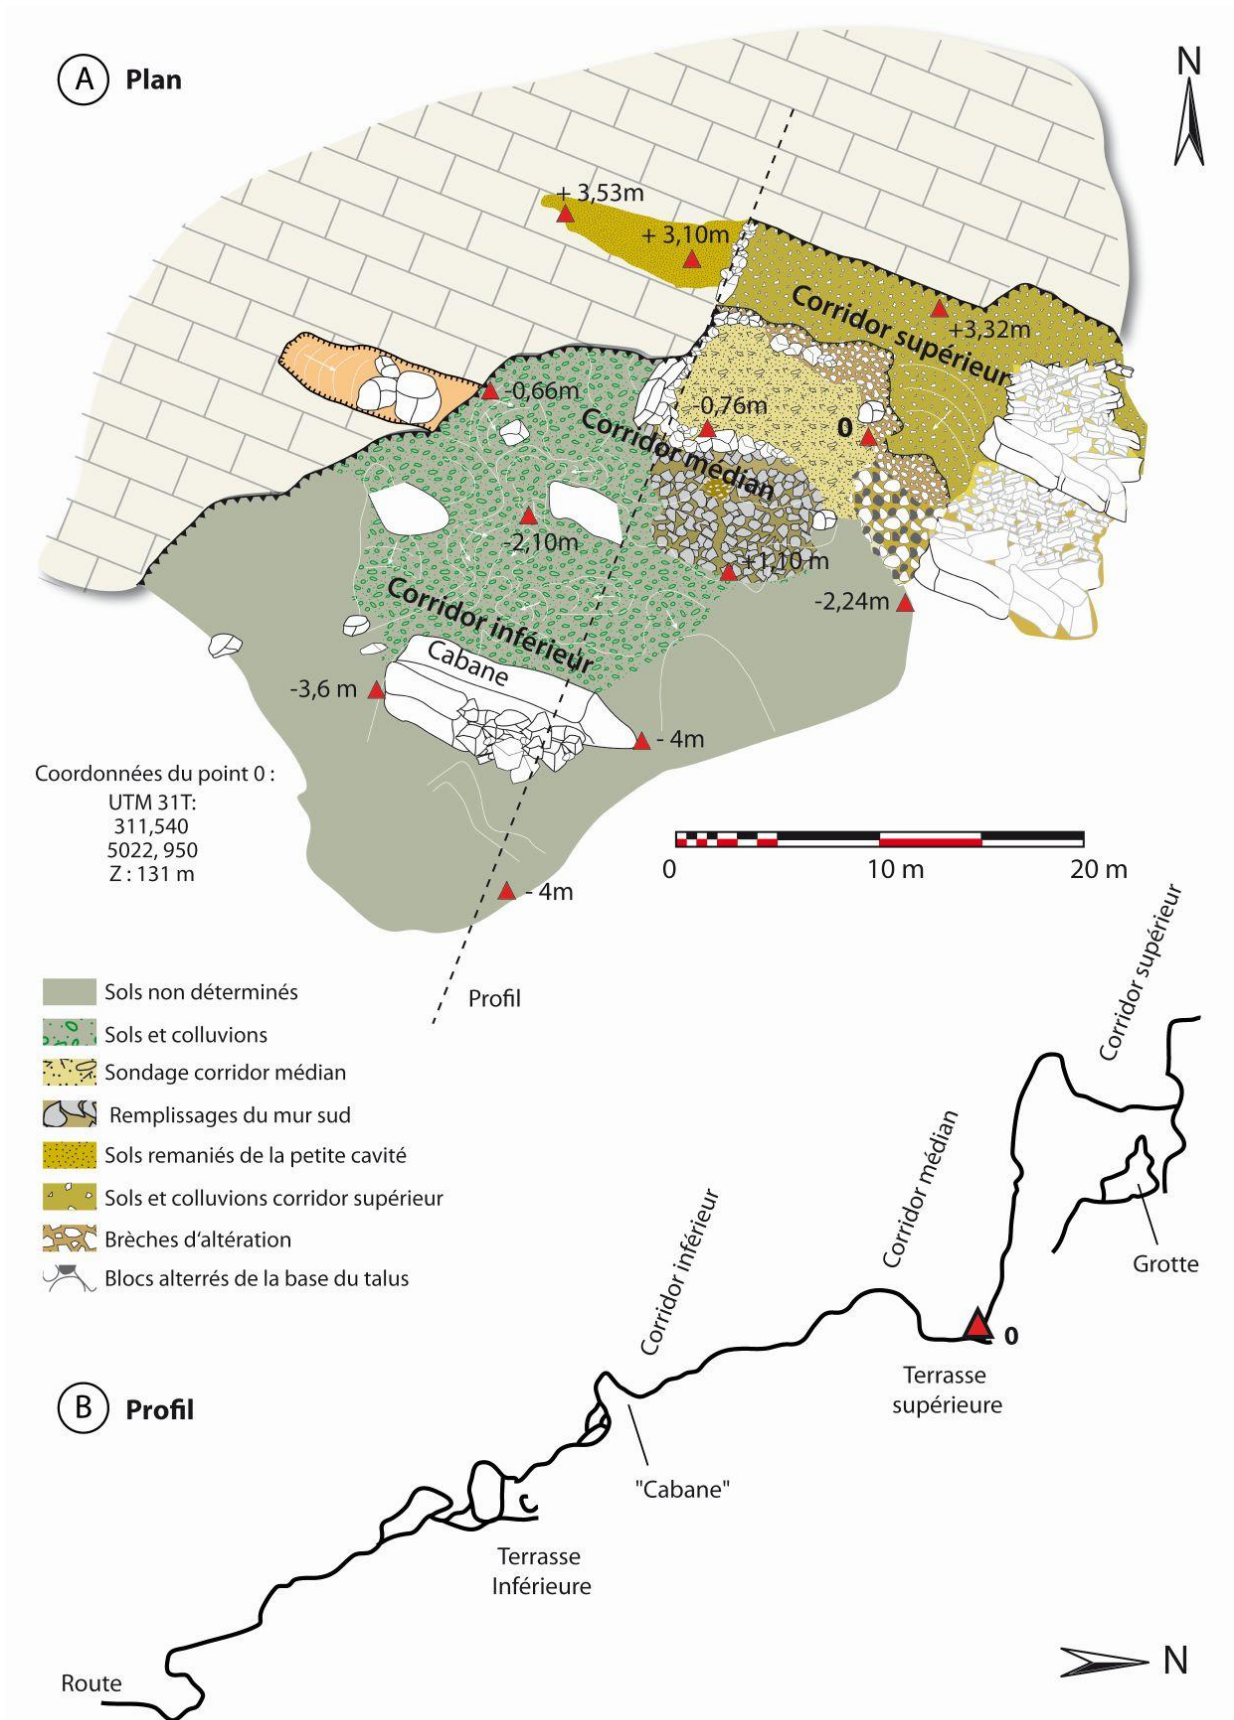 A Plan
N
+ 3,53m
+ 3,10m
Corridor supérieur
+3,32m
-0,66m
-0,76m
0
Corridor médian
-2,10m
+1,10 m
-2,24m
Corridor inférieur
Cabane
-3,6 m
- 4m
Coordonnées du point 0 :
UTM 31T:
311,540
5022, 950
Z : 131 m
0 10 m 20 m
- 4m
Profil
Sols non déterminés
Sols et colluvions
Sondage corridor médian
Remplissages du mur sud
Sols remaniés de la petite cavité
Sols et colluvions corridor supérieur
Brèches d'altération
Blocs alterrés de la base du talus
Corridor supérieur
Corridor médian
Corridor inférieur
Grotte
0
Terrasse
supérieure
B Profil
"Cabane"
Terrasse
Inférieure
N
Route